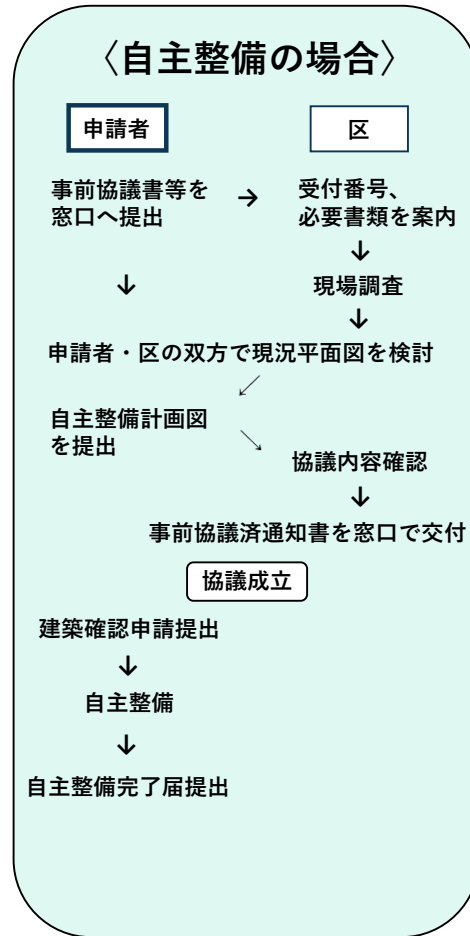 〈自主整備の場合〉
申請者
区
事前協議書等を
窓口へ提出
→
受付番号、
必要書類を案内
↓
↓
現場調査
↓
申請者・区の双方で現況平面図を検討
↙
自主整備計画図
を提出
↘
協議内容確認
↓
事前協議済通知書を窓口で交付
協議成立
建築確認申請提出
↓
自主整備
↓
自主整備完了届提出